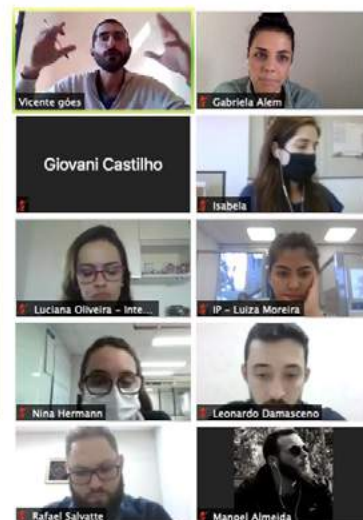 Vicente góes
Gabriela Alem
Giovani Castilho
Isabela
Luciana Oliveira - Inte...
IP - Luiza Moreira
Nina Hermann
Leonardo Damasceno
Rafael Salvatte
Manoel Almeida